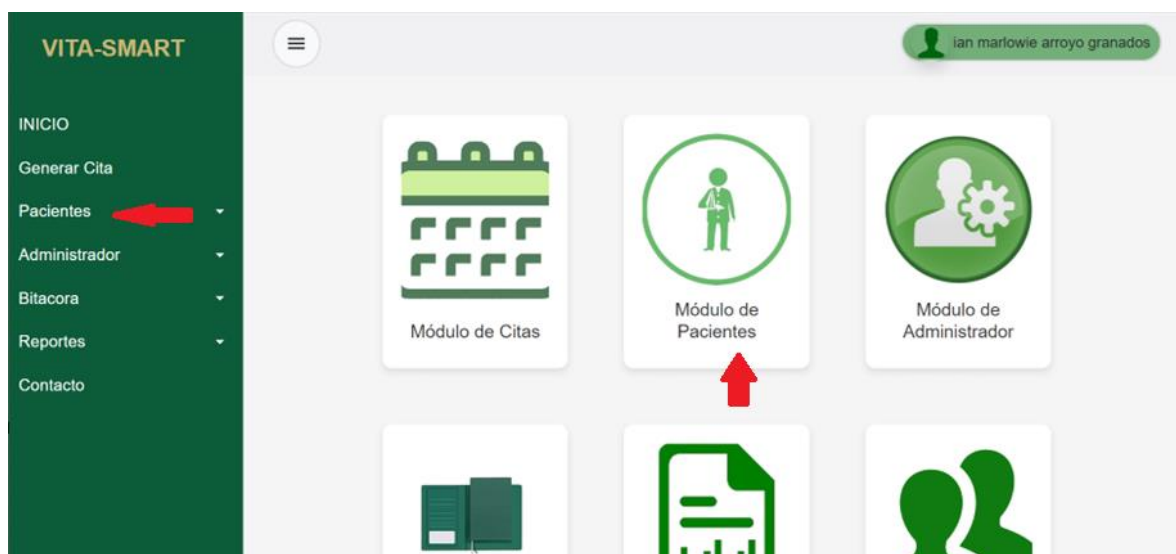 VITA-SMART
ian marlowie arroyo granados
INICIO
Generar Cita
Pacientes
Administrador
Bitacora
Reportes
Contacto
Módulo de Citas
Módulo de
Pacientes
Módulo de
Administrador